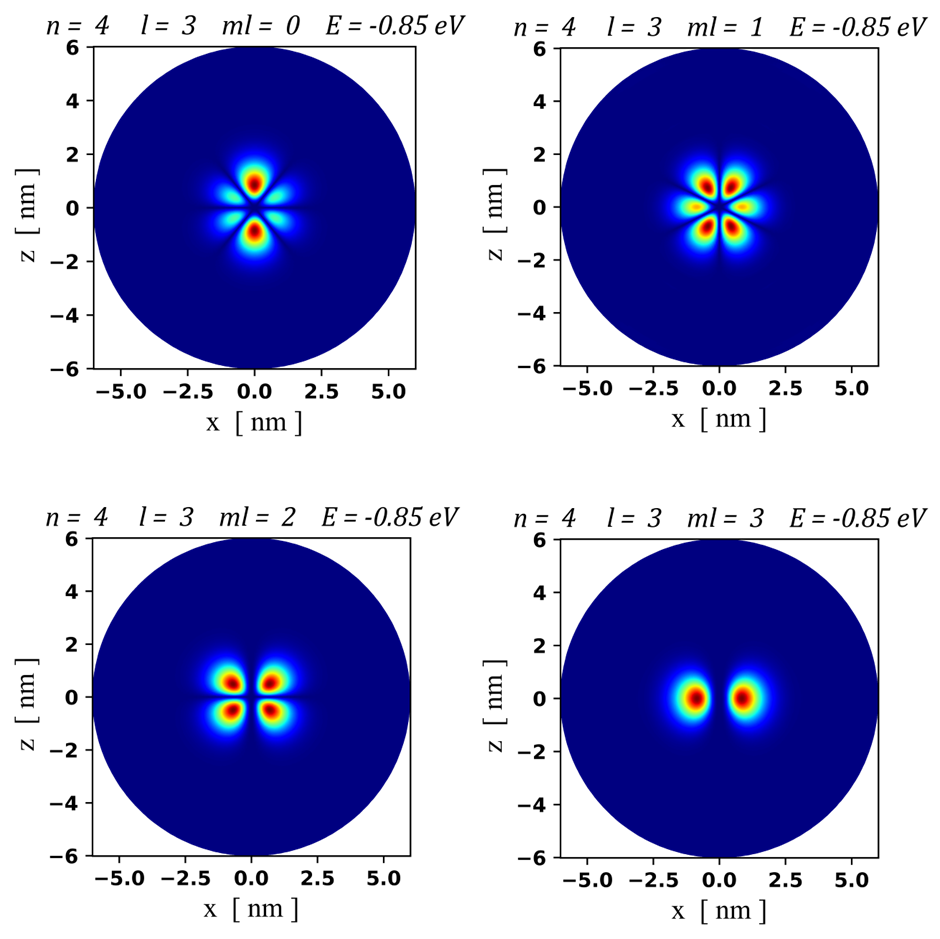 n = 4 l = 3 ml = 0 E = -0.85 eV
6
4
2
0
−2
−4
−6
z [ nm ]
−5.0 −2.5 0.0 2.5 5.0
x [ nm ]
n = 4 l = 3 ml = 1 E = -0.85 eV
6
4
2
0
−2
−4
−6
z [ nm ]
−5.0 −2.5 0.0 2.5 5.0
x [ nm ]
n = 4 l = 3 ml = 2 E = -0.85 eV
6
4
2
0
−2
−4
−6
z [ nm ]
−5.0 −2.5 0.0 2.5 5.0
x [ nm ]
n = 4 l = 3 ml = 3 E = -0.85 eV
6
4
2
0
−2
−4
−6
z [ nm ]
−5.0 −2.5 0.0 2.5 5.0
x [ nm ]